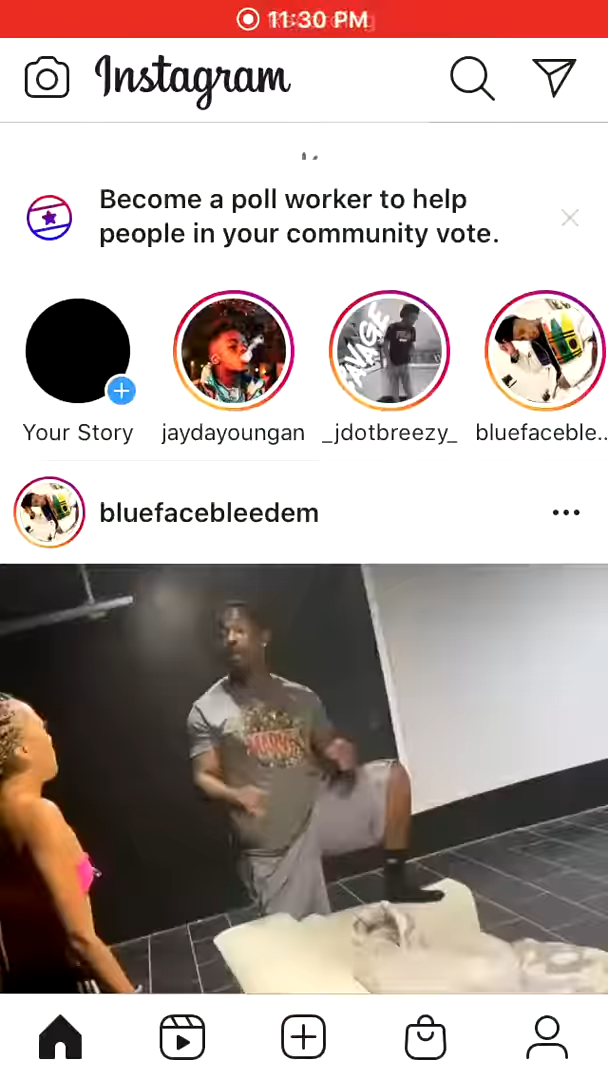 11:30 PM
Instagram
Become a poll worker to help
people in your community vote.
Your Story
jaydayoungan
_jdotbreezy_
bluefaceble..
bluefacebleedem
MARVEL